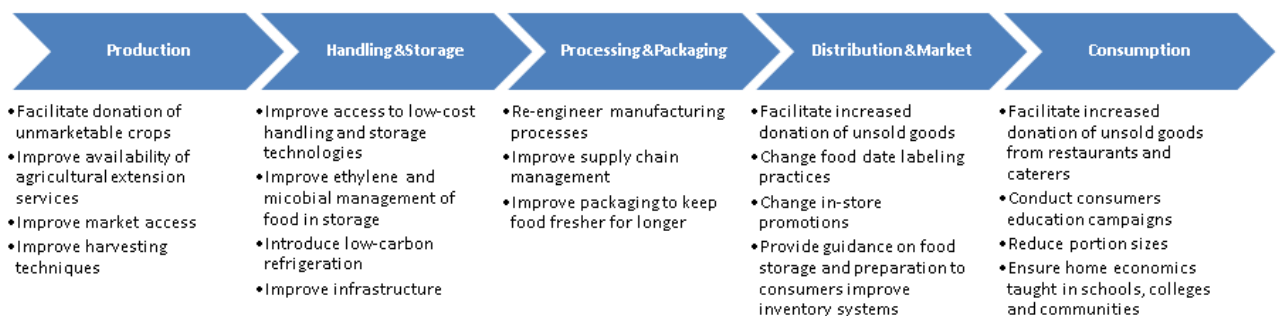 Production
Handling&Storage
Processing&Packaging
Distribution&Market
Consumption
•Facilitate donation of
unmarketable crops
•Improve availability of
agricultural extension
services
•Improve market access
•Improve harvesting
techniques
•Improve access to low-cost
handling and storage
technologies
•Improve ethylene and
micobial management of
food in storage
•Introduce low-carbon
refrigeration
•Improve infrastructure
•Re-engineer manufacturing
processes
•Improve supply chain
management
•Improve packaging to keep
food fresher for longer
•Facilitate increased
donation of unsold goods
•Change food date labeling
practices
•Change in-store
promotions
•Provide guidance on food
storage and preparation to
consumers improve
inventory systems
•Facilitate increased
donation of unsold goods
from restaurants and
caterers
•Conduct consumers
education campaigns
•Reduce portion sizes
•Ensure home economics
taught in schools, colleges
and communities